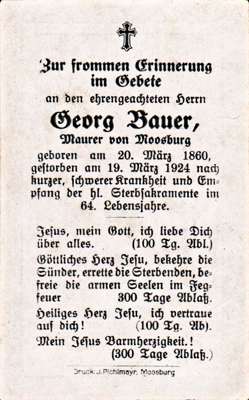 Zur frommen Erinnerung
im Gebete
an den ehrengeachteten Herrn
Georg Bauer,
Maurer von Moosburg
geboren am 20. März 1860,
gestorben am 19. März 1924 nach
kurzer, schwerer Krankheit und Em-
pfang der hl. Sterbsakramente im
64. Lebensjahre.
Jesus, mein Gott, ich liebe Dich
über alles. (100 Tg. Abl.)
Göttliches Herz Jesu, bekehre die
Sünder, errette die Sterbenden, be-
freie die armen Seelen im Feg-
feuer 300 Tage Ablaß.
Heiliges Herz Jesu, ich vertraue
auf dich! (100 Tg. Ab)
Mein Jesus Barmherzigkeit!
(300 Tage Ablaß)
Druck: J. Pichlmayr, Moosburg